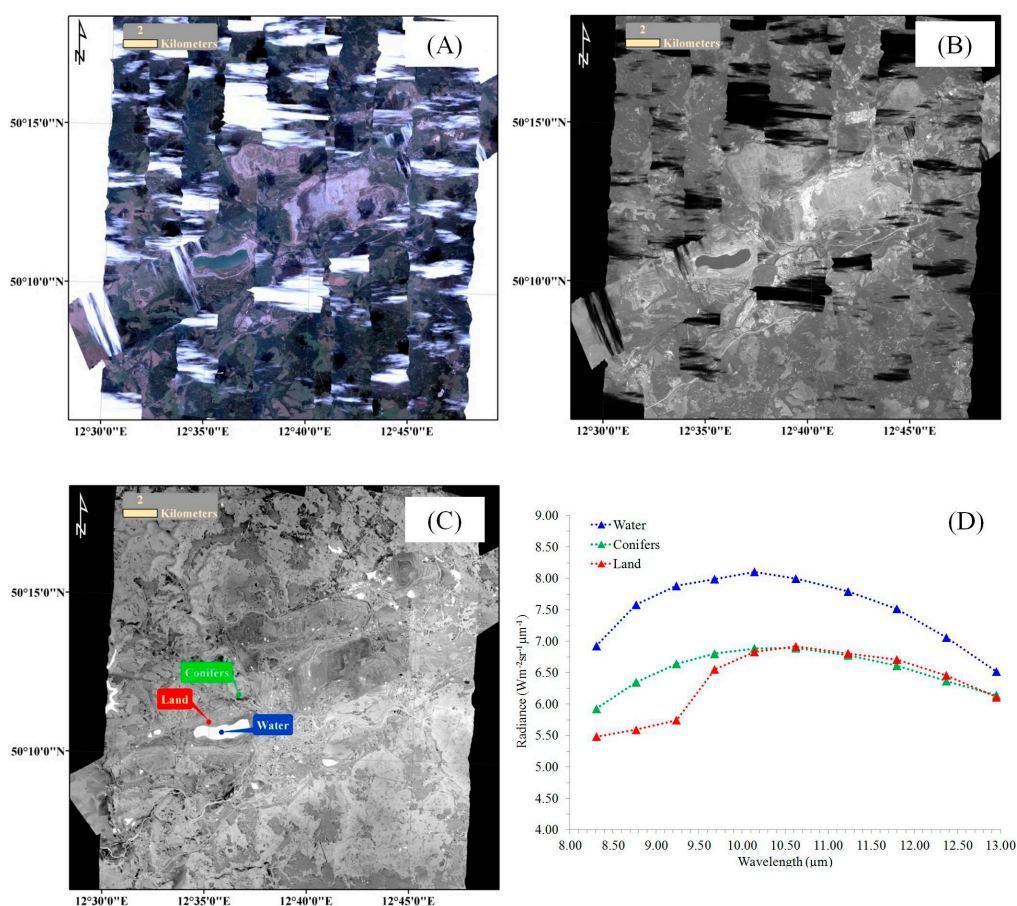 2
Kilometers
N
(A)
50°15'0"N
50°10'0"N
12°30'0"E
12°35'0"E
12°40'0"E
12°45'0"E
2
Kilometers
N
(B)
50°15'0"N
50°10'0"N
12°30'0"E
12°35'0"E
12°40'0"E
12°45'0"E
2
Kilometers
N
(C)
50°15'0"N
50°10'0"N
Conifers
Land
Water
12°30'0"E
12°35'0"E
12°40'0"E
12°45'0"E
(D)
Water
Conifers
Land
Radiance (Wm⁻²sr⁻¹µm⁻¹)
9.00
8.50
8.00
7.50
7.00
6.50
6.00
5.50
5.00
4.50
4.00
8.00 8.50 9.00 9.50 10.00 10.50 11.00 11.50 12.00 12.50 13.00
Wavelength (µm)